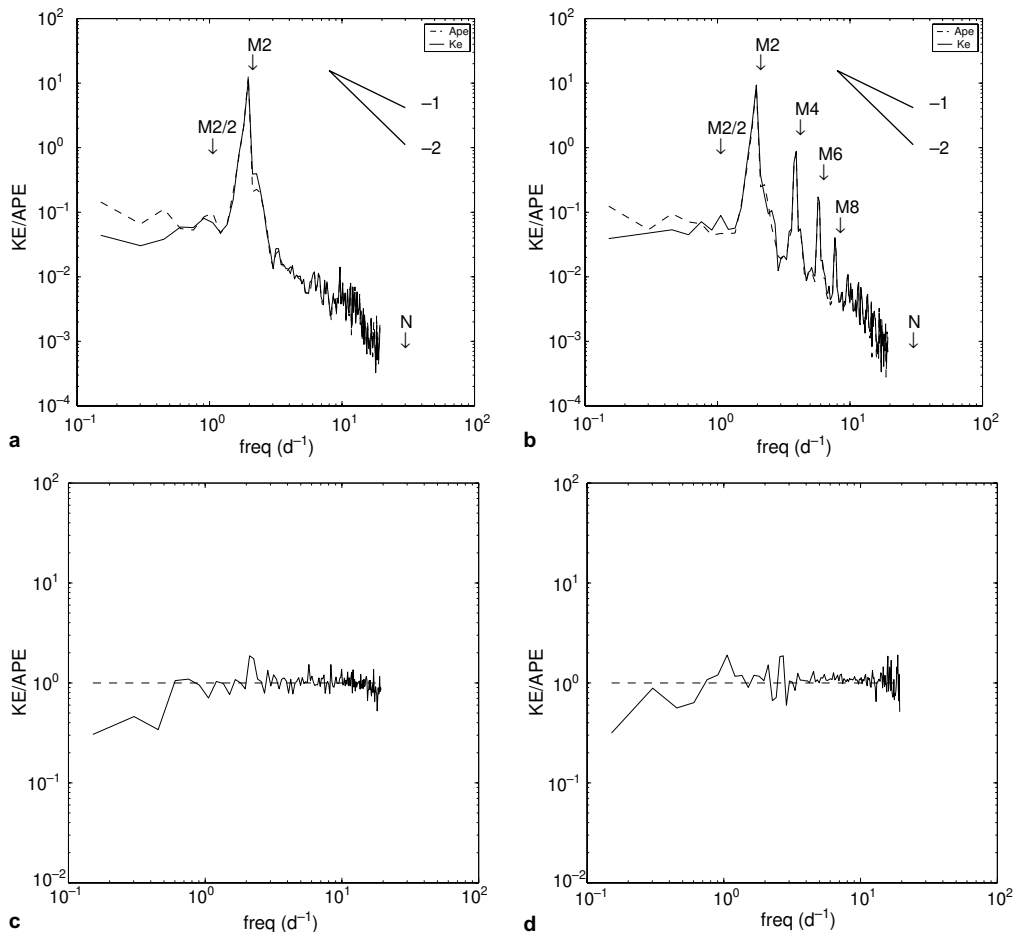 10²
10¹
10⁰
10⁻¹
10⁻²
10⁻³
10⁻⁴
KE/APE
M2
M2/2
Ape
Ke
–1
–2
N
10⁻¹
10⁰
10¹
10²
freq (d⁻¹)
a
10²
10¹
10⁰
10⁻¹
10⁻²
10⁻³
10⁻⁴
KE/APE
M2
M2/2
M4
M6
M8
Ape
Ke
–1
–2
N
10⁻¹
10⁰
10¹
10²
freq (d⁻¹)
b
10²
10¹
10⁰
10⁻¹
10⁻²
KE/APE
10⁻¹
10⁰
10¹
10²
freq (d⁻¹)
c
10²
10¹
10⁰
10⁻¹
10⁻²
KE/APE
10⁻¹
10⁰
10¹
10²
freq (d⁻¹)
d